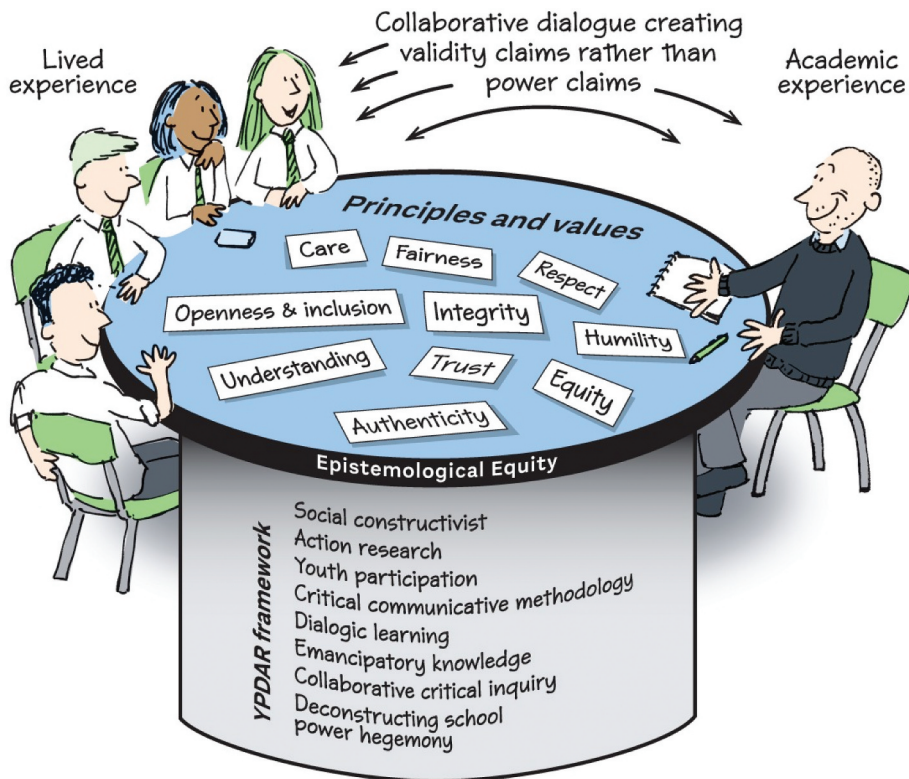 Collaborative dialogue creating
validity claims rather than
power claims
Lived
experience
Academic
experience
Principles and values
Care
Fairness
Respect
Openness & inclusion
Integrity
Humility
Understanding
Trust
Equity
Authenticity
Epistemological Equity
YPDAR framework
Social constructivist
Action research
Youth participation
Critical communicative methodology
Dialogic learning
Emancipatory knowledge
Collaborative critical inquiry
Deconstructing school
power hegemony